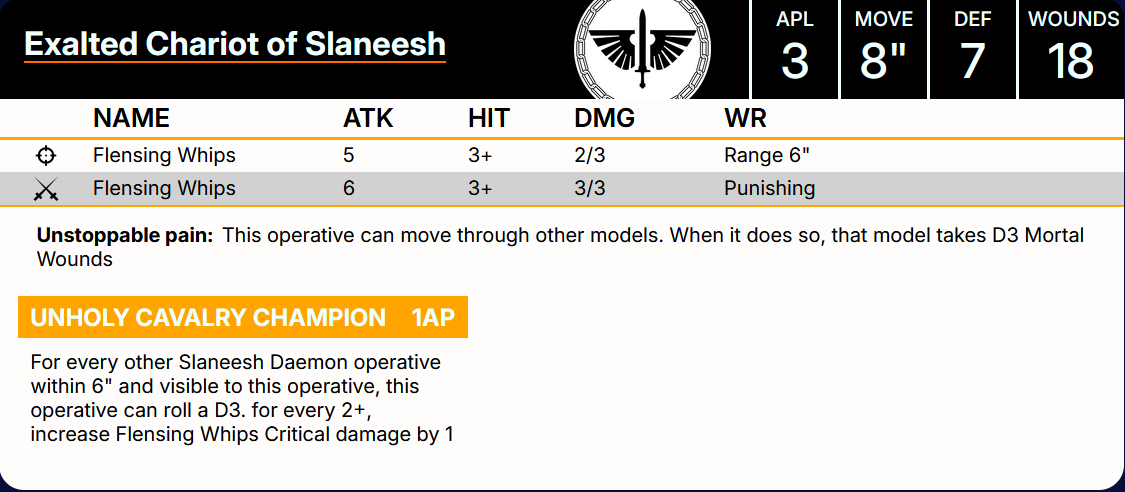 Exalted Chariot of Slaneesh
APL MOVE DEF WOUNDS
3 8" 7 18
NAME ATK HIT DMG WR
Flensing Whips 5 3+ 2/3 Range 6"
Flensing Whips 6 3+ 3/3 Punishing
Unstoppable pain: This operative can move through other models. When it does so, that model takes D3 Mortal
Wounds
UNHOLY CAVALRY CHAMPION 1AP
For every other Slaneesh Daemon operative
within 6" and visible to this operative, this
operative can roll a D3. for every 2+,
increase Flensing Whips Critical damage by 1